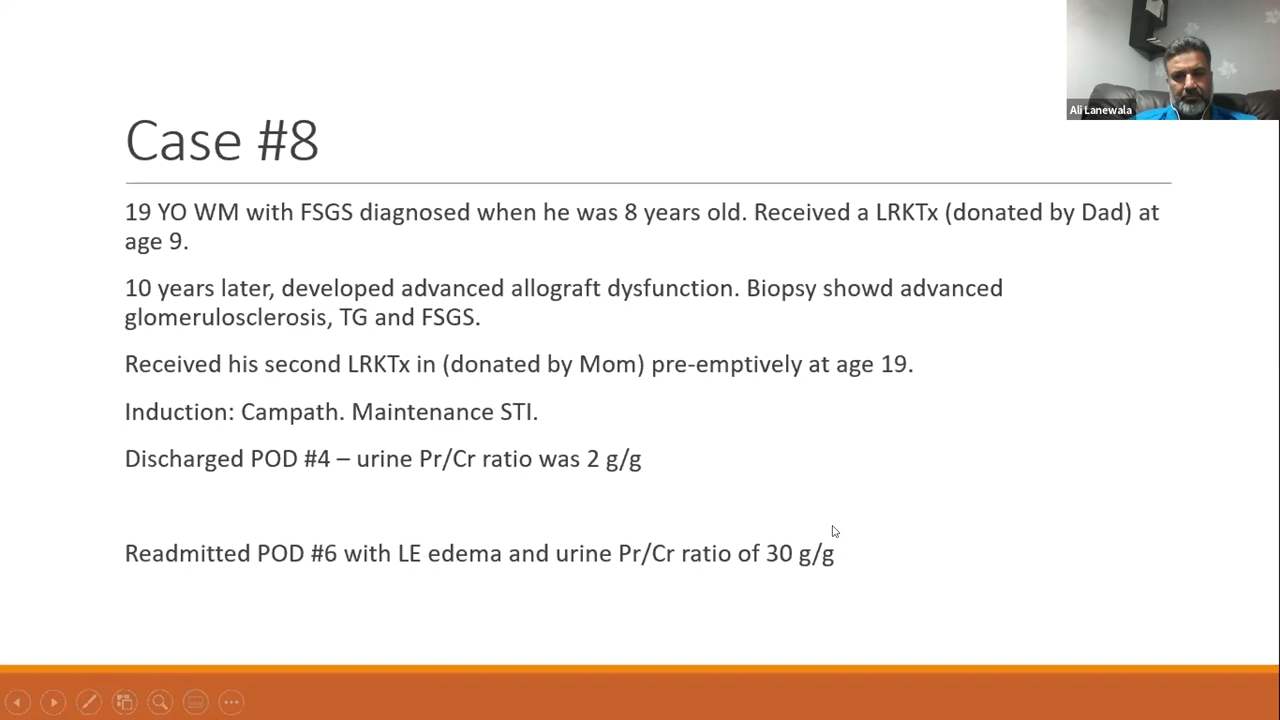 Ali Lanewala
Case #8
19 YO WM with FSGS diagnosed when he was 8 years old. Received a LRKTx (donated by Dad) at
age 9.
10 years later, developed advanced allograft dysfunction. Biopsy showd advanced
glomerulosclerosis, TG and FSGS.
Received his second LRKTx in (donated by Mom) pre-emptively at age 19.
Induction: Campath. Maintenance STI.
Discharged POD #4 – urine Pr/Cr ratio was 2 g/g
Readmitted POD #6 with LE edema and urine Pr/Cr ratio of 30 g/g